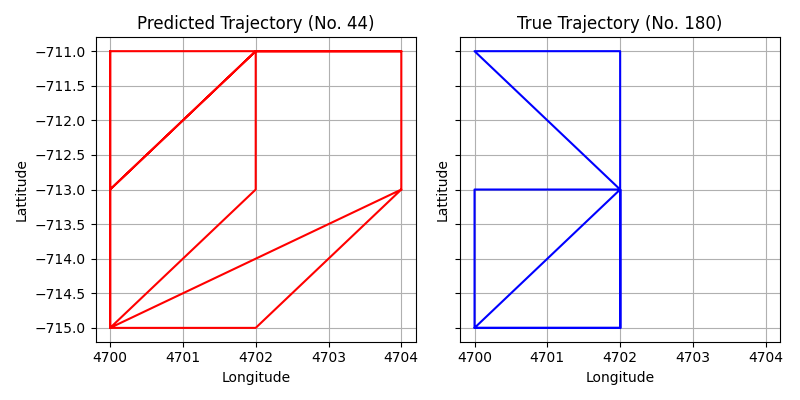 Predicted Trajectory (No. 44)
True Trajectory (No. 180)
−711.0
−711.5
−712.0
−712.5
−713.0
−713.5
−714.0
−714.5
−715.0
Lattitude
Lattitude
4700 4701 4702 4703 4704
4700 4701 4702 4703 4704
Longitude
Longitude